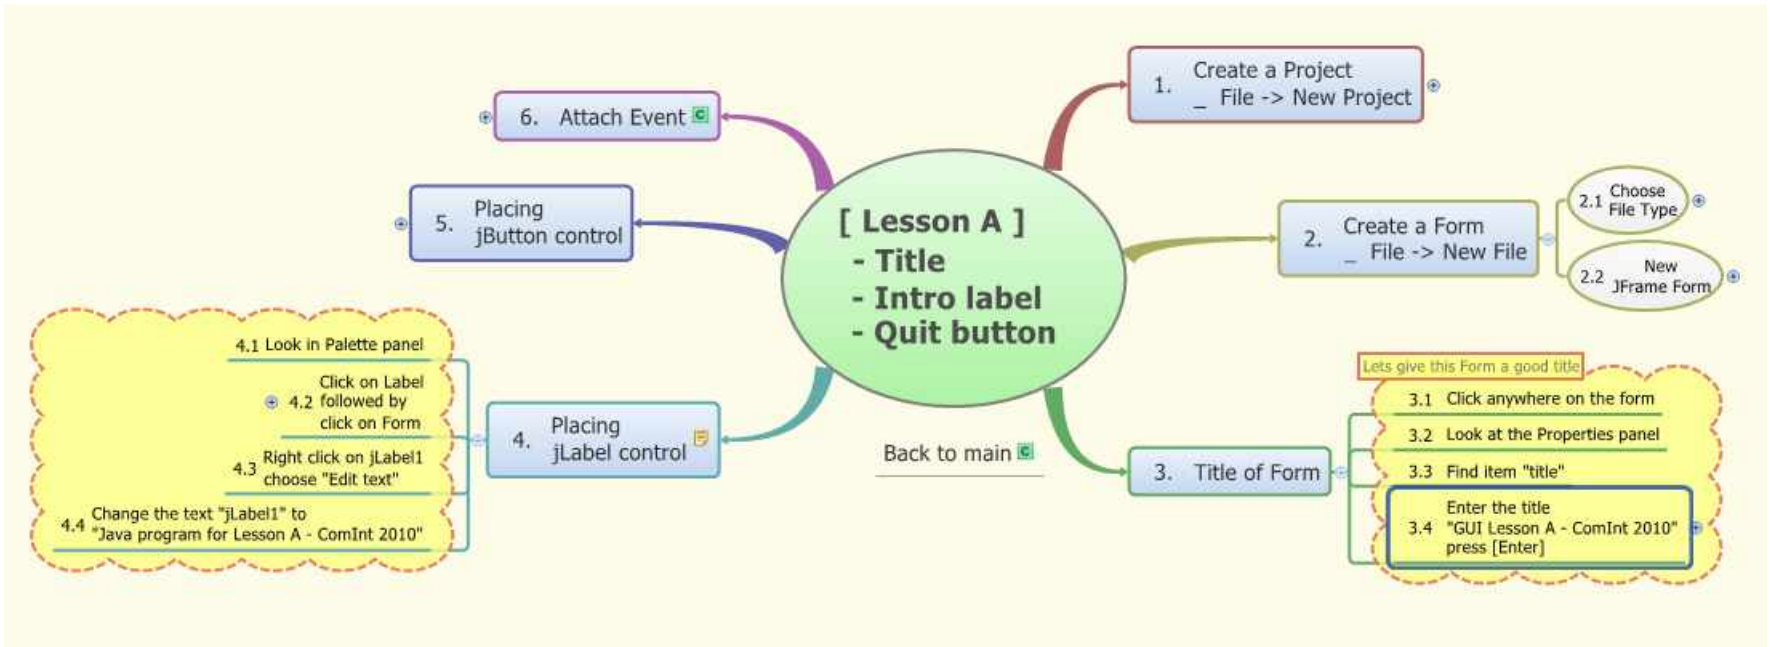 [ Lesson A ]
- Title
- Intro label
- Quit button
1. Create a Project
_ File -> New Project
2. Create a Form
_ File -> New File
2.1 Choose
File Type
2.2 New
JFrame Form
3. Title of Form
Lets give this Form a good title
3.1 Click anywhere on the form
3.2 Look at the Properties panel
3.3 Find item "title"
3.4 Enter the title
"GUI Lesson A - ComInt 2010"
press [Enter]
4. Placing
jLabel control
4.1 Look in Palette panel
4.2 Click on Label
followed by
click on Form
4.3 Right click on jLabel1
choose "Edit text"
4.4 Change the text "jLabel1" to
"Java program for Lesson A - ComInt 2010"
5. Placing
jButton control
6. Attach Event C
Back to main C